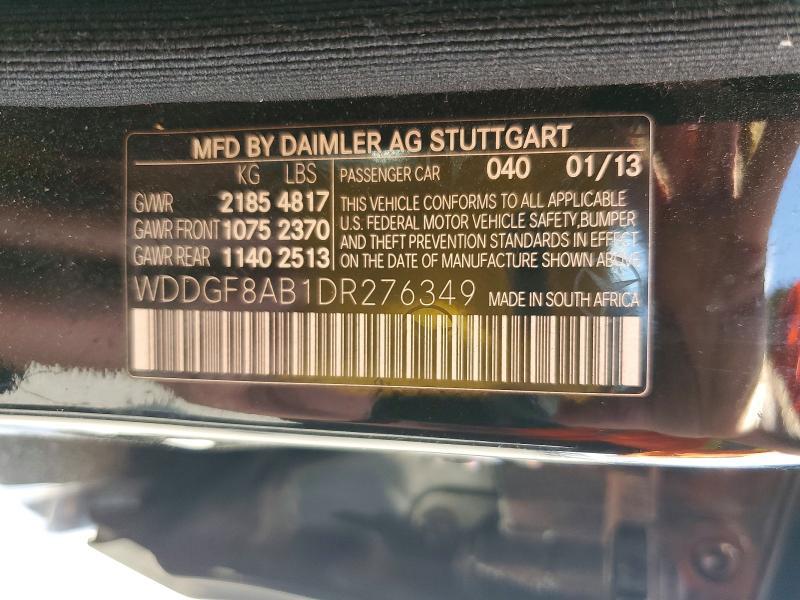 MFD BY DAIMLER AG STUTTGART
KG LBS
GVWR 2185 4817
GAWR FRONT 1075 2370
GAWR REAR 1140 2513
PASSENGER CAR 040 01/13
THIS VEHICLE CONFORMS TO ALL APPLICABLE
U.S. FEDERAL MOTOR VEHICLE SAFETY,BUMPER
AND THEFT PREVENTION STANDARDS IN EFFECT
ON THE DATE OF MANUFACTURE SHOWN ABOVE
WDDGF8AB1DR276349 MADE IN SOUTH AFRICA